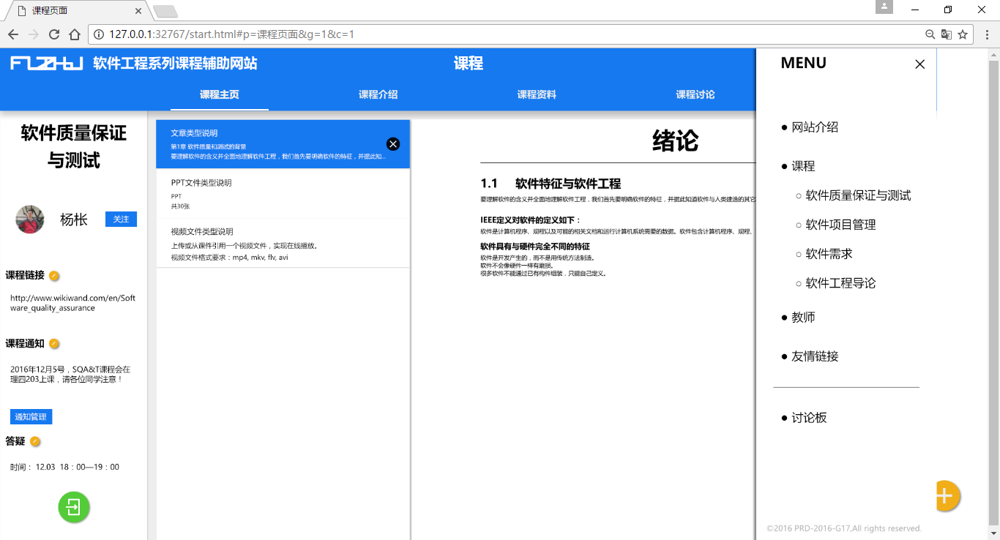 课程页面
127.0.0.1:32767/start.html#p=课程页面&g=1&c=1
软件工程系列课程辅助网站
课程
课程主页
课程介绍
课程资料
课程讨论
软件质量保证
与测试
杨枨
关注
课程链接
http://www.wikiwand.com/en/Soft
ware_quality_assurance
课程通知
2016年12月5号，SQA&T课程会在
理四203上课，请各位同学注意！
通知管理
答疑
时间： 12.03 18：00—19：00
文章类型说明
第1章 软件质量和测试的背景
要理解软件的含义并全面地理解软件工程，我们首先要明确软件的特征，并据此知...
PPT文件类型说明
PPT
共30张
视频文件类型说明
上传或从课件引用一个视频文件，实现在线播放。
视频文件格式要求：mp4, mkv, flv, avi
绪论
1.1 软件特征与软件工程
要理解软件的含义并全面地理解软件工程，我们首先要明确软件的特征，并据此知道软件与人类建造的其它
IEEE定义对软件的定义如下：
软件是计算机程序、规程以及可能的相关文档和运行计算机系统需要的数据。软件包含计算机程序、规程、
软件具有与硬件完全不同的特征
软件是开发产生的，而不是用传统方法制造。
软件不会像硬件一样有磨损。
很多软件不能通过已有构件组装，只能自己定义。
MENU
● 网站介绍
● 课程
○ 软件质量保证与测试
○ 软件项目管理
○ 软件需求
○ 软件工程导论
● 教师
● 友情链接
● 讨论板
©2016 PRD-2016-G17,All rights reserved.